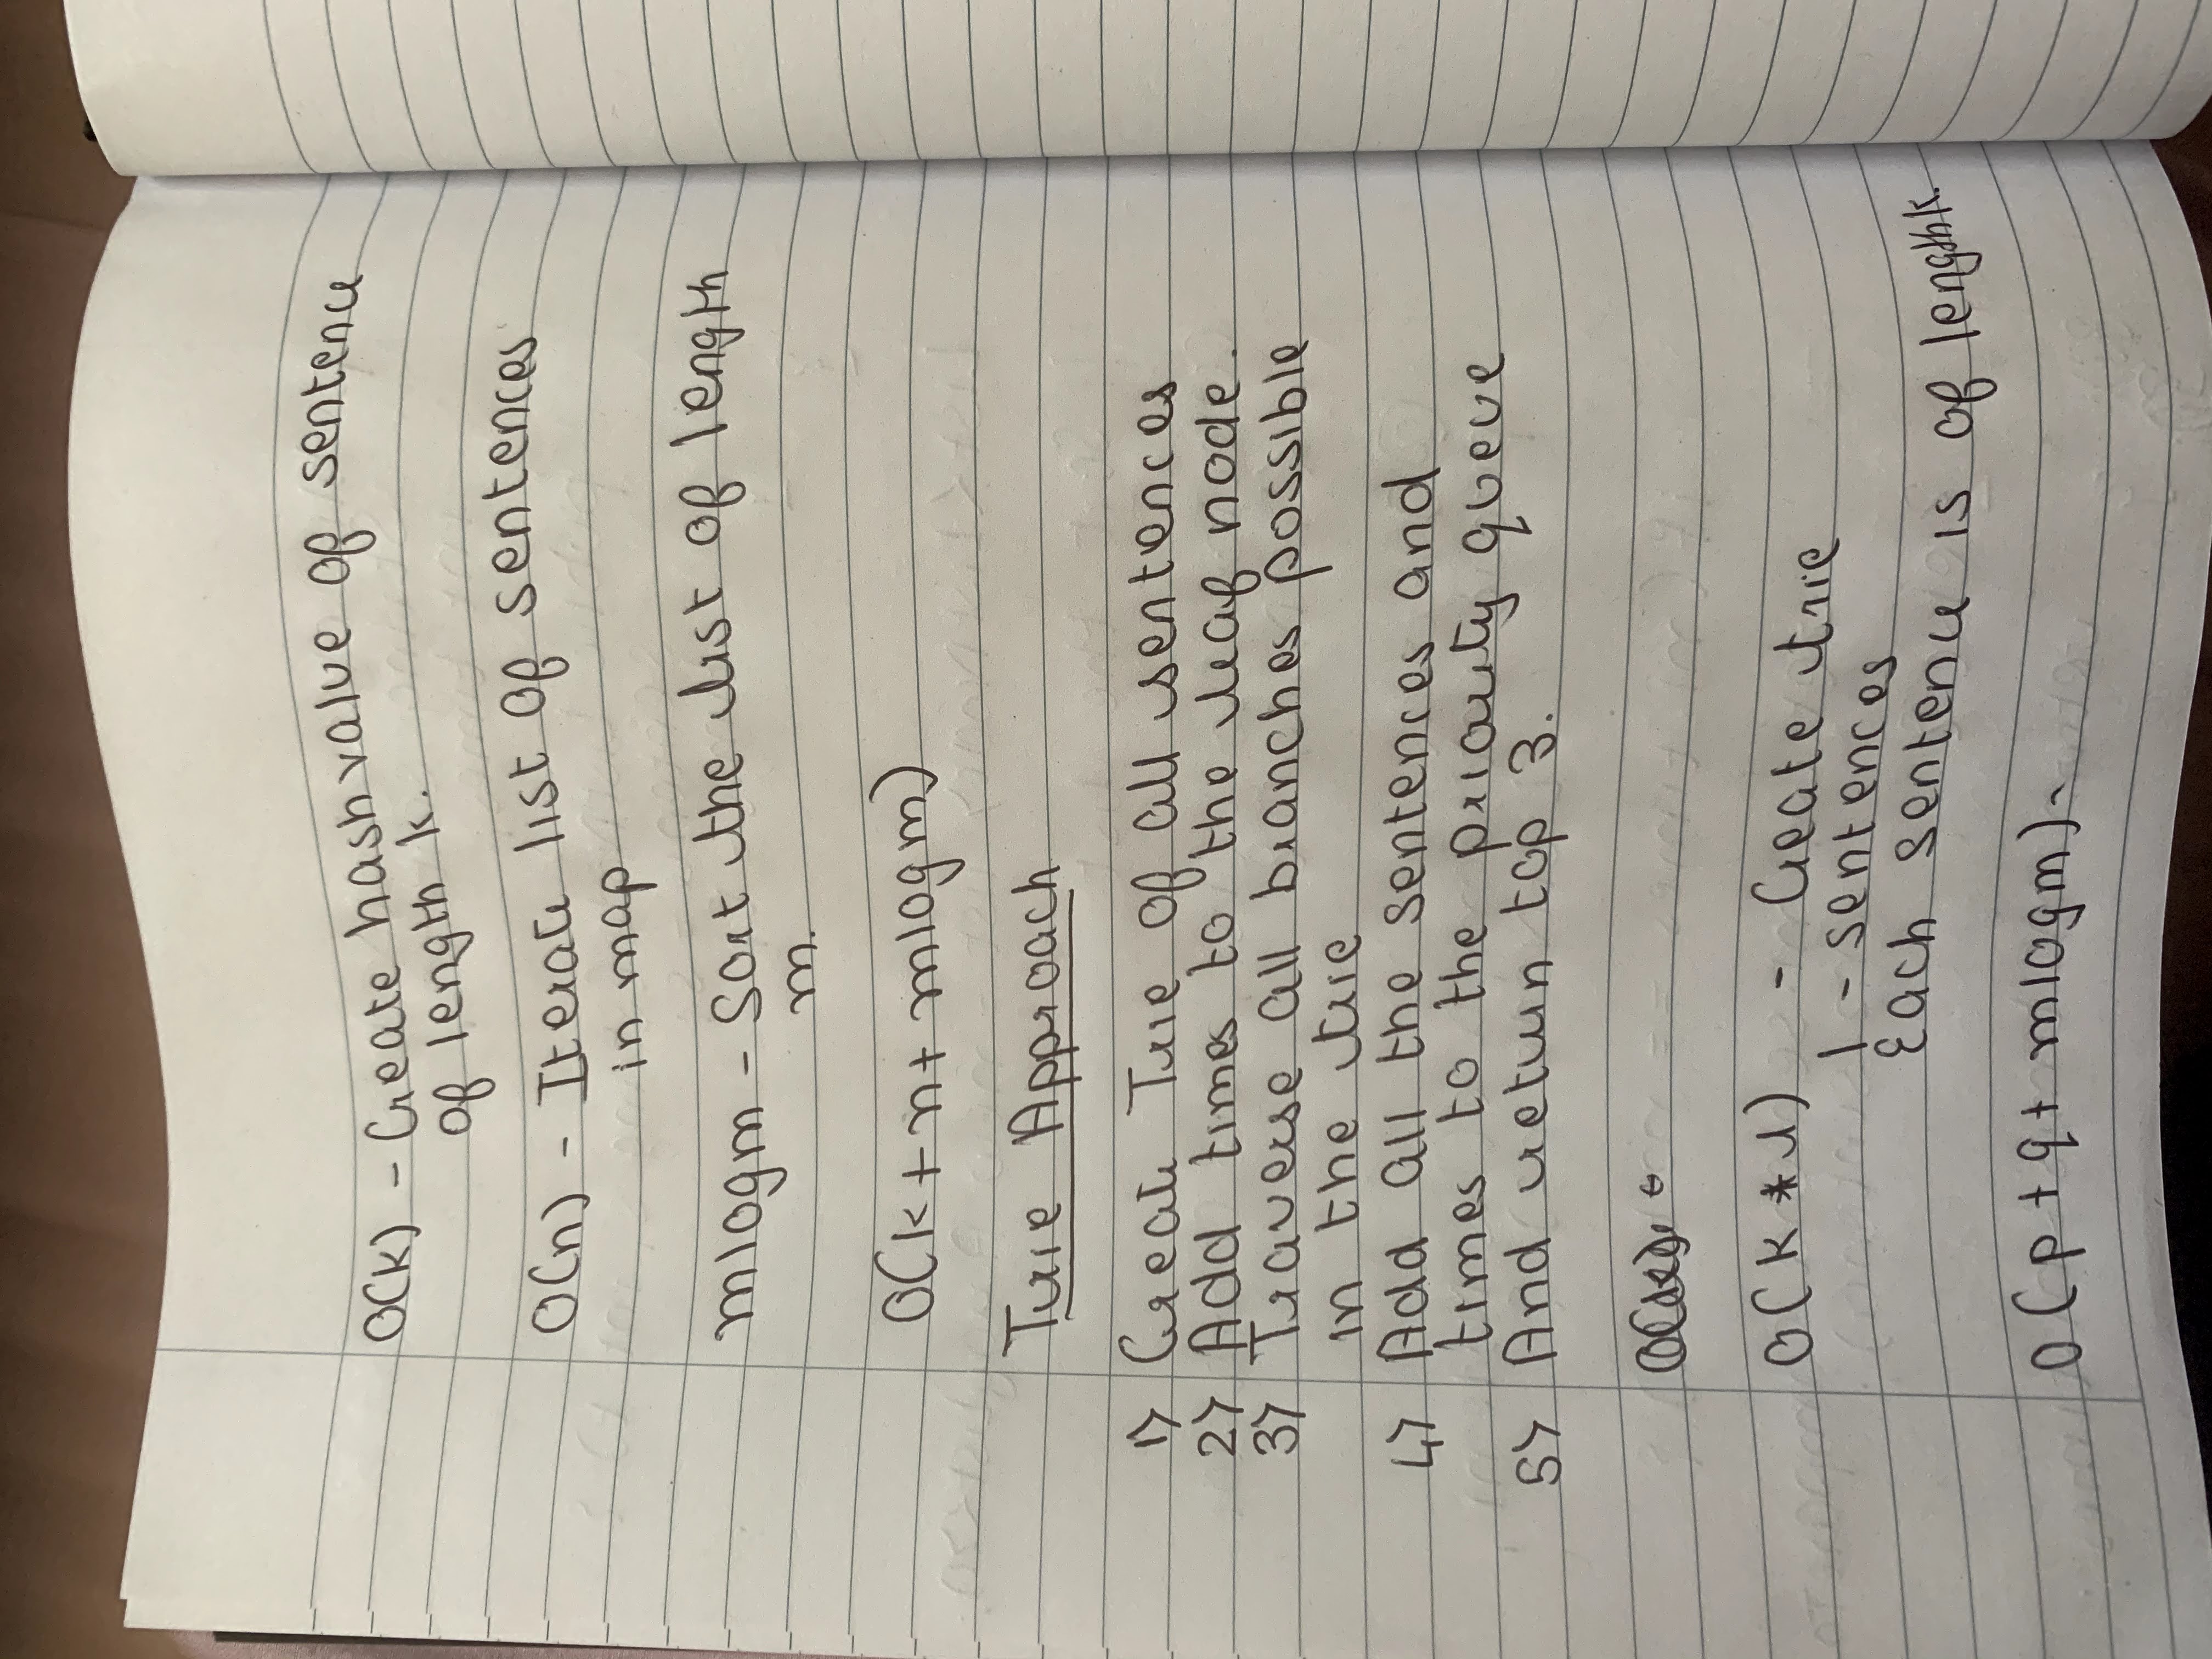 O(k) - Create hashvalue of sentence
of length k.
O(n) - Iterate list of sentences
in map
mlogm - Sort the list of length
m.
O(k+n+ mlogm)
Trie Approach
1> Create Trie of all sentences
2> Add times to the leaf node.
3> Traverse all branches possible
in the trie
4> Add all the sentences and
times to the priority queue
5> And return top 3.
O(k * l) - Create trie
l - sentences
Each sentence is of length k.
O(p+q+ mlogm)-